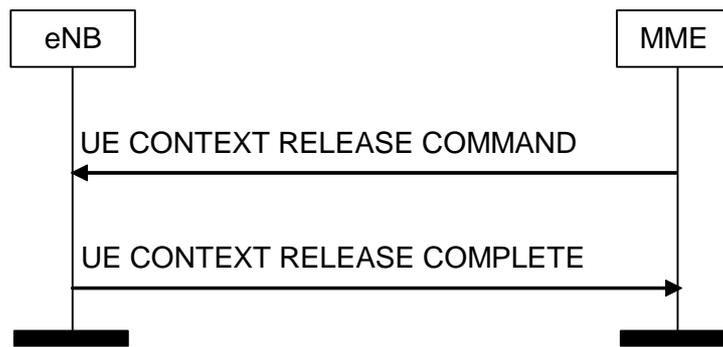 eNB
MME
UE CONTEXT RELEASE COMMAND
UE CONTEXT RELEASE COMPLETE